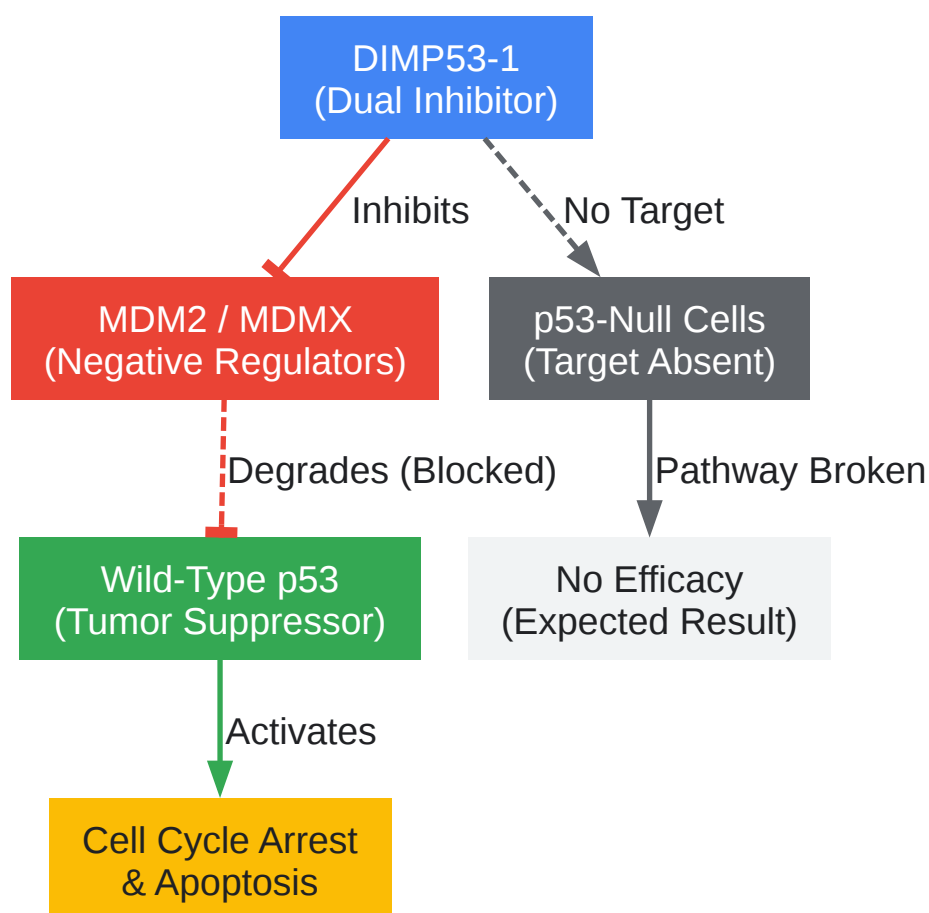 DIMP53-1
(Dual Inhibitor)
Inhibits
No Target
MDM2 / MDMX
(Negative Regulators)
p53-Null Cells
(Target Absent)
Degrades (Blocked)
Pathway Broken
Wild-Type p53
(Tumor Suppressor)
No Efficacy
(Expected Result)
Activates
Cell Cycle Arrest
& Apoptosis